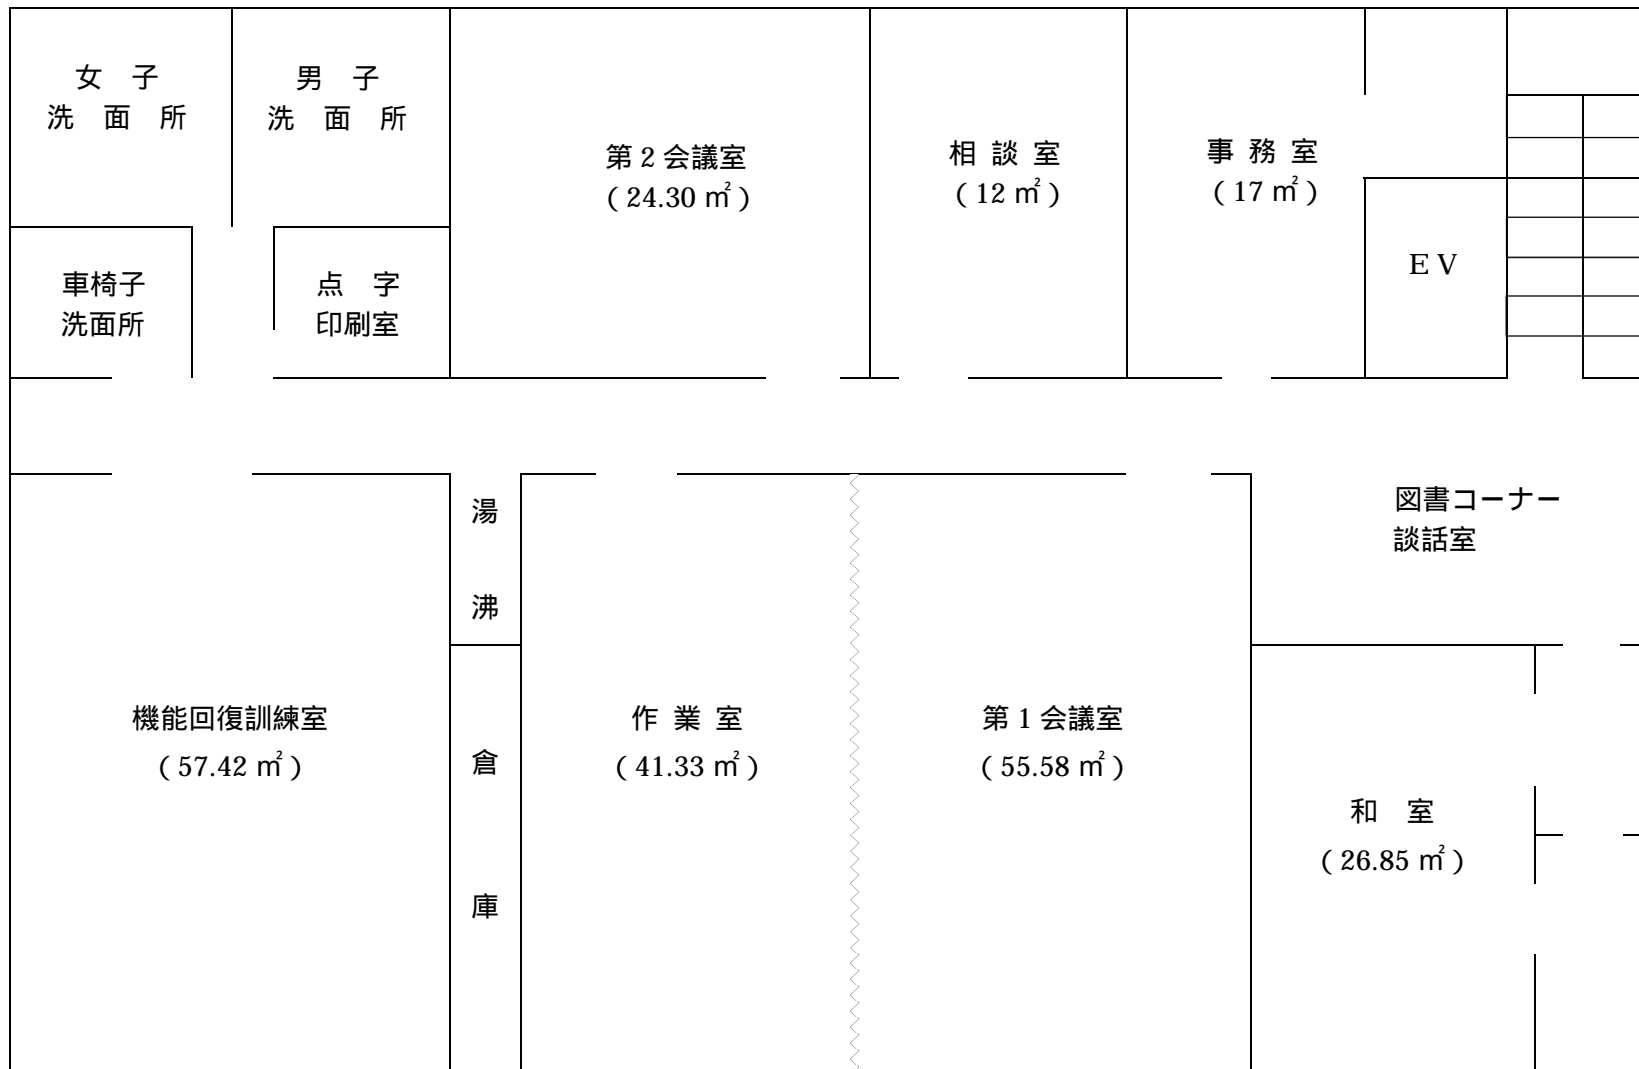 女 子
洗 面 所
男 子
洗 面 所
第2会議室
(24.30 ㎡)
相 談 室
(12 ㎡)
事 務 室
(17 ㎡)
車椅子
洗面所
点 字
印刷室
EV
湯
沸
図書コーナー
談話室
機能回復訓練室
(57.42 ㎡)
倉
庫
作 業 室
(41.33 ㎡)
第1会議室
(55.58 ㎡)
和 室
(26.85 ㎡)